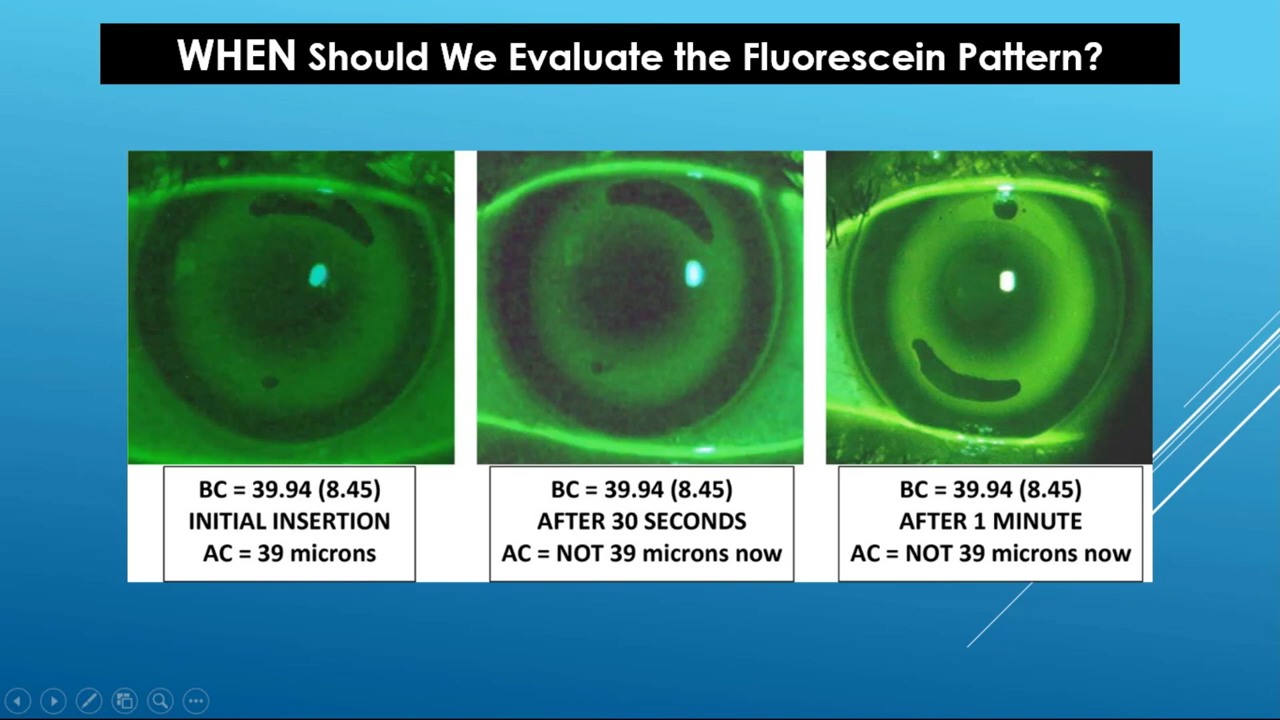 WHEN Should We Evaluate the Fluorescein Pattern?
BC = 39.94 (8.45)
INITIAL INSERTION
AC = 39 microns
BC = 39.94 (8.45)
AFTER 30 SECONDS
AC = NOT 39 microns now
BC = 39.94 (8.45)
AFTER 1 MINUTE
AC = NOT 39 microns now